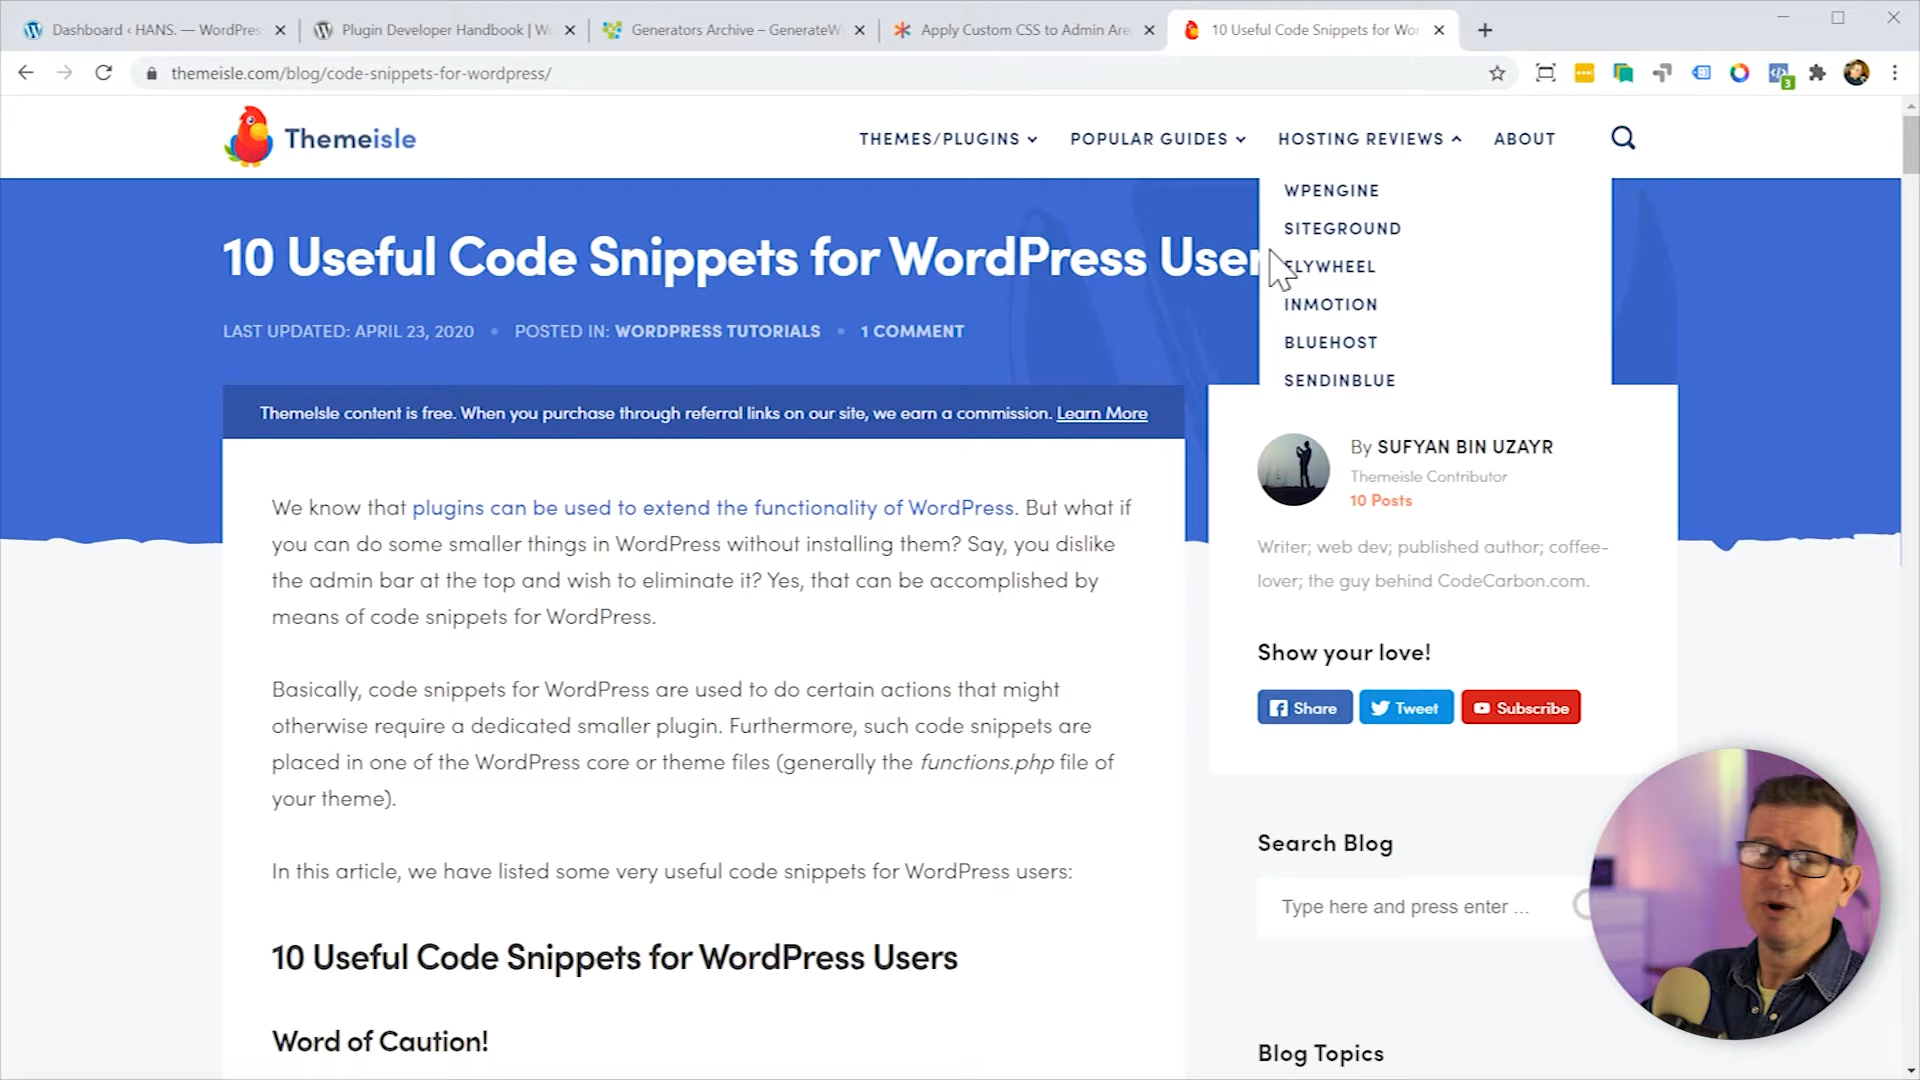 Dashboard ‹ HANS. — WordPres
Plugin Developer Handbook | Wo
Generators Archive – GenerateW
Apply Custom CSS to Admin Are
10 Useful Code Snippets for Wor
themeisle.com/blog/code-snippets-for-wordpress/
3
Themeisle
THEMES/PLUGINS
POPULAR GUIDES
HOSTING REVIEWS
ABOUT
WPENGINE
SITEGROUND
FLYWHEEL
INMOTION
BLUEHOST
SENDINBLUE
10 Useful Code Snippets for WordPress User
LAST UPDATED: APRIL 23, 2020 • POSTED IN: WORDPRESS TUTORIALS • 1 COMMENT
ThemeIsle content is free. When you purchase through referral links on our site, we earn a commission. Learn More
We know that plugins can be used to extend the functionality of WordPress. But what if
you can do some smaller things in WordPress without installing them? Say, you dislike
the admin bar at the top and wish to eliminate it? Yes, that can be accomplished by
means of code snippets for WordPress.
Basically, code snippets for WordPress are used to do certain actions that might
otherwise require a dedicated smaller plugin. Furthermore, such code snippets are
placed in one of the WordPress core or theme files (generally the functions.php file of
your theme).
In this article, we have listed some very useful code snippets for WordPress users:
10 Useful Code Snippets for WordPress Users
Word of Caution!
By SUFYAN BIN UZAYR
Themeisle Contributor
10 Posts
Writer; web dev; published author; coffee-
lover; the guy behind CodeCarbon.com.
Show your love!
Share
Tweet
Subscribe
Search Blog
Type here and press enter ...
Blog Topics